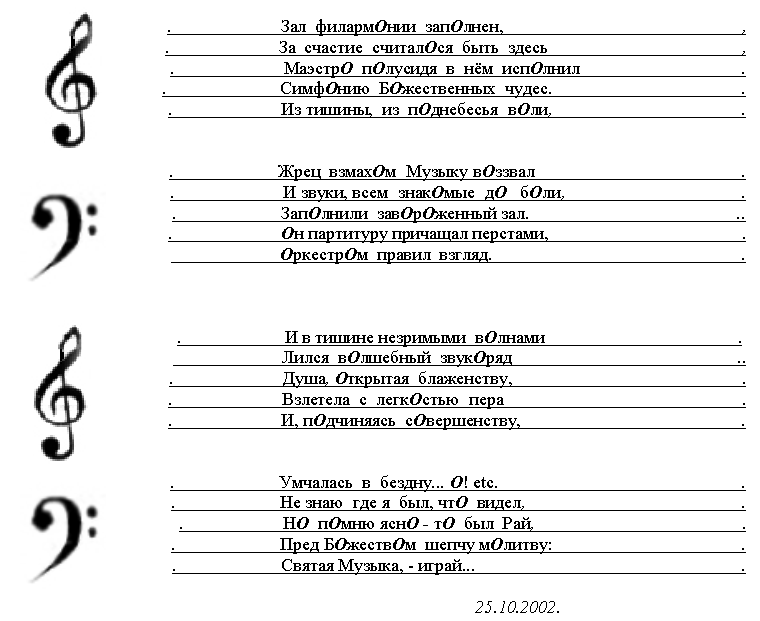 Зал филармОнии запОлнен,
За счастие считалОся быть здесь
МаэстрО пОлусидя в нём испОлнил
СимфОнию БОжественных чудес.
Из тишины, из пОднебесья вОли,
Жрец взмахОм Музыку вОззвал
И звуки, всем знакОмые дО бОли,
ЗапОлнили завОрОженный зал.
Он партитуру причащал перстами,
ОркестрОм правил взгляд.
И в тишине незримыми вОлнами
Лился вОлшебный звукОряд
Душа, Открытая блаженству,
Взлетела с легкОстью пера
И, пОдчиняясь сОвершенству,
Умчалась в бездну... О! etc.
Не знаю где я был, чтО видел,
НО пОмню яснО - тО был Рай,
Пред БОжествОм шепчу мОлитву:
Святая Музыка, - играй...
25.10.2002.